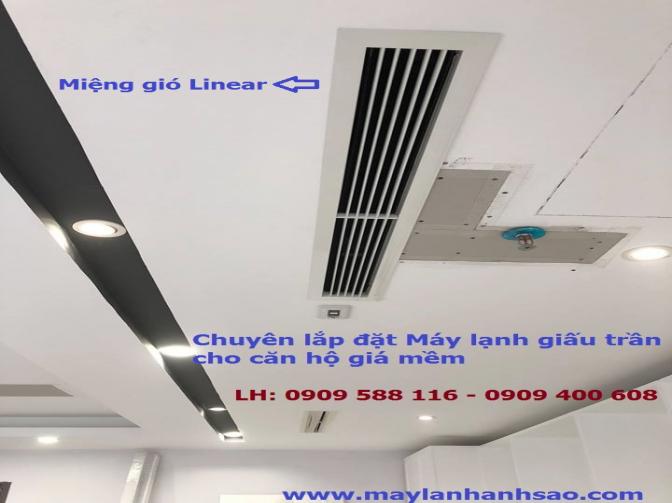 Miệng gió Linear
Chuyên lắp đặt Máy lạnh giấu trần
cho căn hộ giá mềm
LH: 0909 588 116 - 0909 400 608
www.maylanhanhsao.com